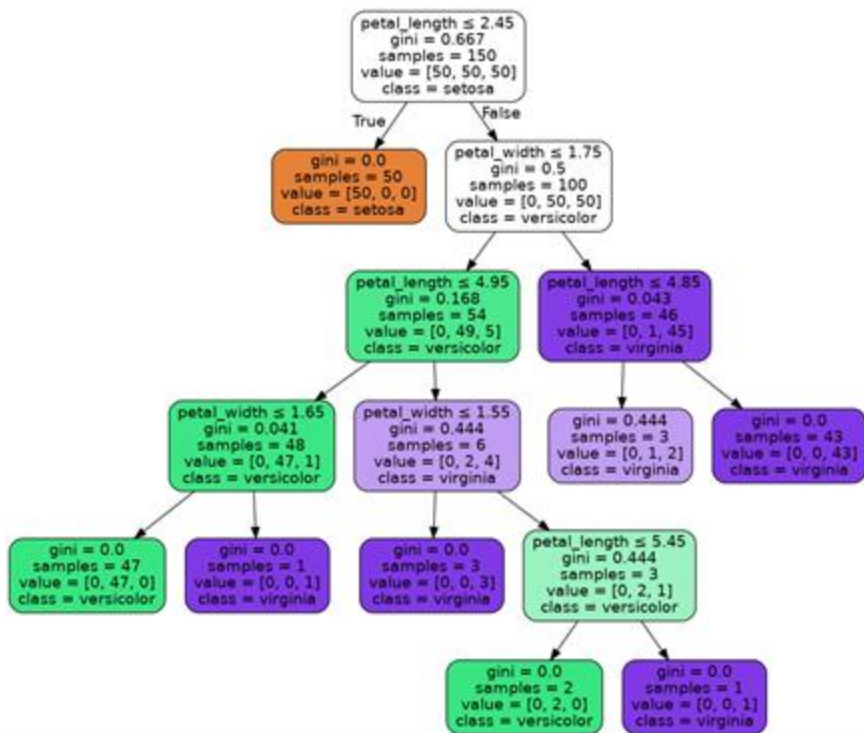 petal_length ≤ 2.45
gini = 0.667
samples = 150
value = [50, 50, 50]
class = setosa
True
False
gini = 0.0
samples = 50
value = [50, 0, 0]
class = setosa
petal_width ≤ 1.75
gini = 0.5
samples = 100
value = [0, 50, 50]
class = versicolor
petal_length ≤ 4.95
gini = 0.168
samples = 54
value = [0, 49, 5]
class = versicolor
petal_length ≤ 4.85
gini = 0.043
samples = 46
value = [0, 1, 45]
class = virginia
petal_width ≤ 1.65
gini = 0.041
samples = 48
value = [0, 47, 1]
class = versicolor
petal_width ≤ 1.55
gini = 0.444
samples = 6
value = [0, 2, 4]
class = virginia
gini = 0.444
samples = 3
value = [0, 1, 2]
class = virginia
gini = 0.0
samples = 43
value = [0, 0, 43]
class = virginia
gini = 0.0
samples = 47
value = [0, 47, 0]
class = versicolor
gini = 0.0
samples = 1
value = [0, 0, 1]
class = virginia
gini = 0.0
samples = 3
value = [0, 0, 3]
class = virginia
petal_length ≤ 5.45
gini = 0.444
samples = 3
value = [0, 2, 1]
class = versicolor
gini = 0.0
samples = 2
value = [0, 2, 0]
class = versicolor
gini = 0.0
samples = 1
value = [0, 0, 1]
class = virginia